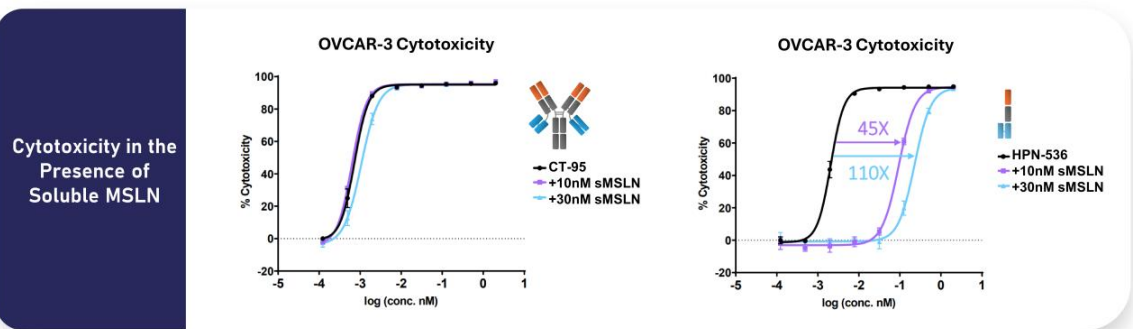 Cytotoxicity in the
Presence of
Soluble MSLN
OVCAR-3 Cytotoxicity
% Cytotoxicity
100
80
60
40
20
0
-20
-5 -4 -3 -2 -1 0 1
log (conc. nM)
CT-95
+10nM sMSLN
+30nM sMSLN
OVCAR-3 Cytotoxicity
% Cytotoxicity
100
80
60
40
20
0
-20
45X
110X
-5 -4 -3 -2 -1 0 1
log (conc. nM)
HPN-536
+10nM sMSLN
+30nM sMSLN